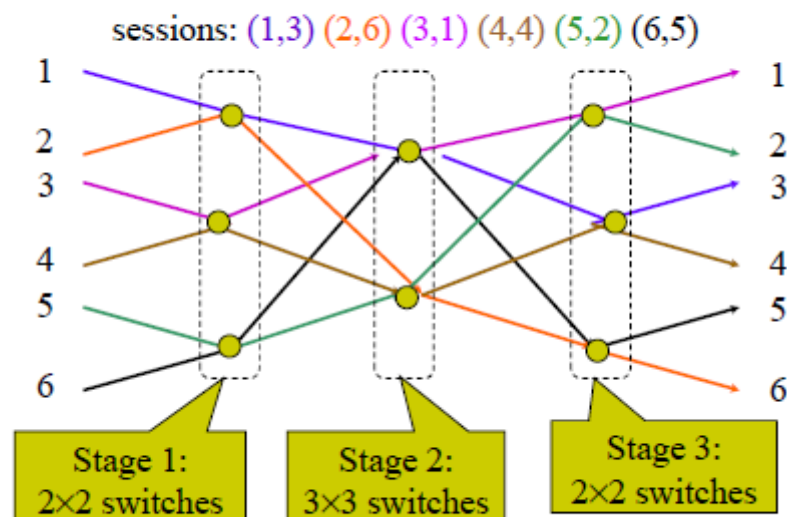 sessions: (1,3) (2,6) (3,1) (4,4) (5,2) (6,5)
1
2
3
4
5
6
1
2
3
4
5
6
Stage 1:
2×2 switches
Stage 2:
3×3 switches
Stage 3:
2×2 switches